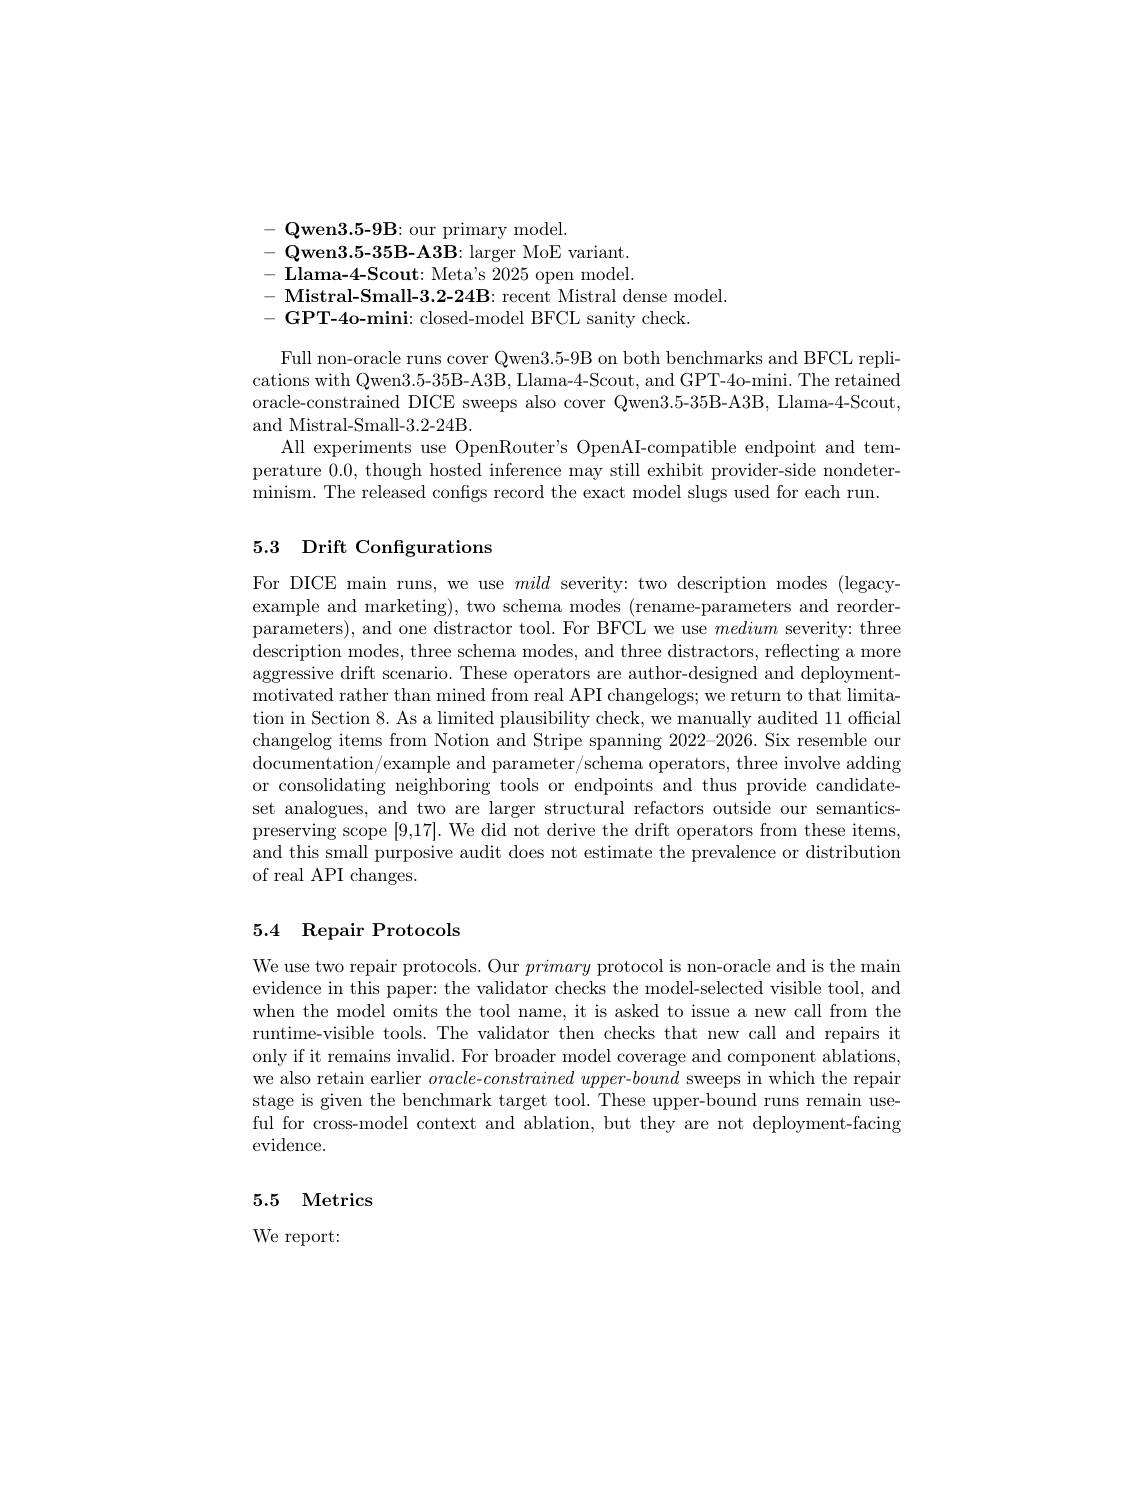 – Qwen3.5-9B: our primary model.
– Qwen3.5-35B-A3B: larger MoE variant.
– Llama-4-Scout: Meta's 2025 open model.
– Mistral-Small-3.2-24B: recent Mistral dense model.
– GPT-4o-mini: closed-model BFCL sanity check.
Full non-oracle runs cover Qwen3.5-9B on both benchmarks and BFCL repli-
cations with Qwen3.5-35B-A3B, Llama-4-Scout, and GPT-4o-mini. The retained
oracle-constrained DICE sweeps also cover Qwen3.5-35B-A3B, Llama-4-Scout,
and Mistral-Small-3.2-24B.
All experiments use OpenRouter's OpenAI-compatible endpoint and tem-
perature 0.0, though hosted inference may still exhibit provider-side nondeter-
minism. The released configs record the exact model slugs used for each run.
5.3 Drift Configurations
For DICE main runs, we use mild severity: two description modes (legacy-
example and marketing), two schema modes (rename-parameters and reorder-
parameters), and one distractor tool. For BFCL we use medium severity: three
description modes, three schema modes, and three distractors, reflecting a more
aggressive drift scenario. These operators are author-designed and deployment-
motivated rather than mined from real API changelogs; we return to that limita-
tion in Section 8. As a limited plausibility check, we manually audited 11 official
changelog items from Notion and Stripe spanning 2022–2026. Six resemble our
documentation/example and parameter/schema operators, three involve adding
or consolidating neighboring tools or endpoints and thus provide candidate-
set analogues, and two are larger structural refactors outside our semantics-
preserving scope [9,17]. We did not derive the drift operators from these items,
and this small purposive audit does not estimate the prevalence or distribution
of real API changes.
5.4 Repair Protocols
We use two repair protocols. Our primary protocol is non-oracle and is the main
evidence in this paper: the validator checks the model-selected visible tool, and
when the model omits the tool name, it is asked to issue a new call from the
runtime-visible tools. The validator then checks that new call and repairs it
only if it remains invalid. For broader model coverage and component ablations,
we also retain earlier oracle-constrained upper-bound sweeps in which the repair
stage is given the benchmark target tool. These upper-bound runs remain use-
ful for cross-model context and ablation, but they are not deployment-facing
evidence.
5.5 Metrics
We report: